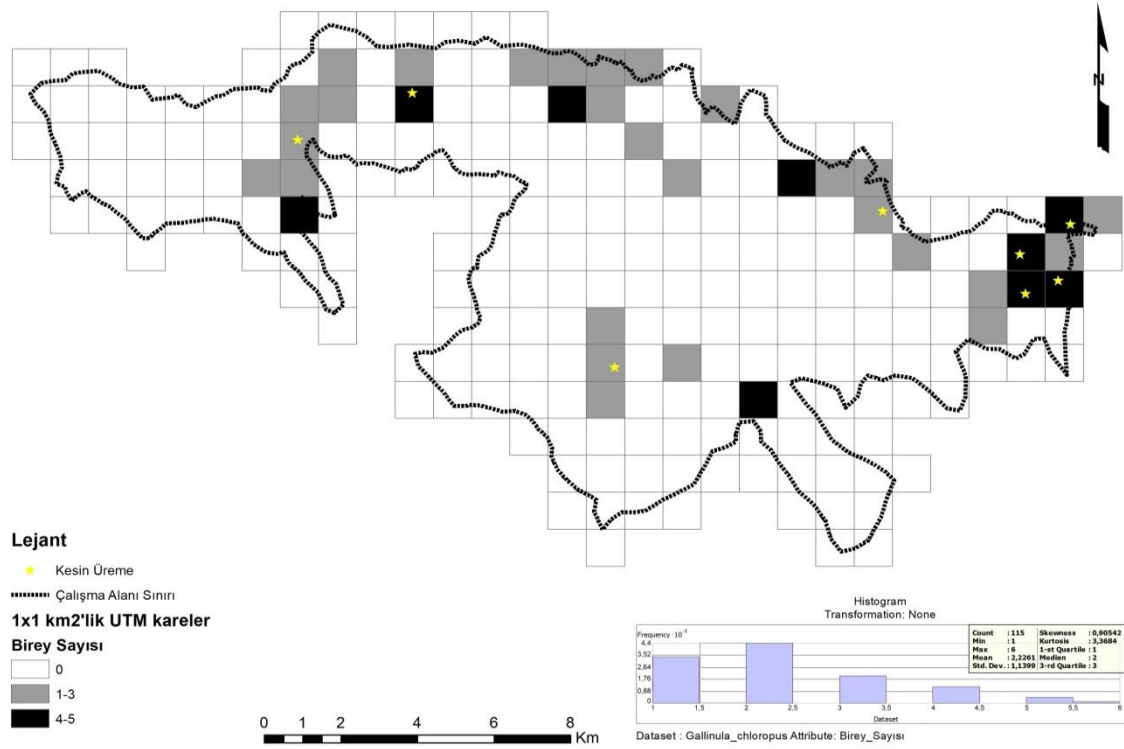 N
Lejant
Kesin Üreme
Çalışma Alanı Sınırı
1x1 km2'lik UTM kareler
Birey Sayısı
0
1-3
4-5
0 1 2 4 6 8
Km
Histogram
Transformation: None
Frequency · 10⁻¹
4,4
3,52
2,64
1,76
0,88
0
1 1,5 2 2,5 3 3,5 4 4,5 5 5,5 6
Dataset
Count : 115 Skewness : 0,90542
Min : 1 Kurtosis : 3,3684
Max : 6 1-st Quartile : 1
Mean : 2,2261 Median : 2
Std. Dev. : 1,1399 3-rd Quartile : 3
Dataset : Gallinula_chloropus Attribute: Birey_Sayısı